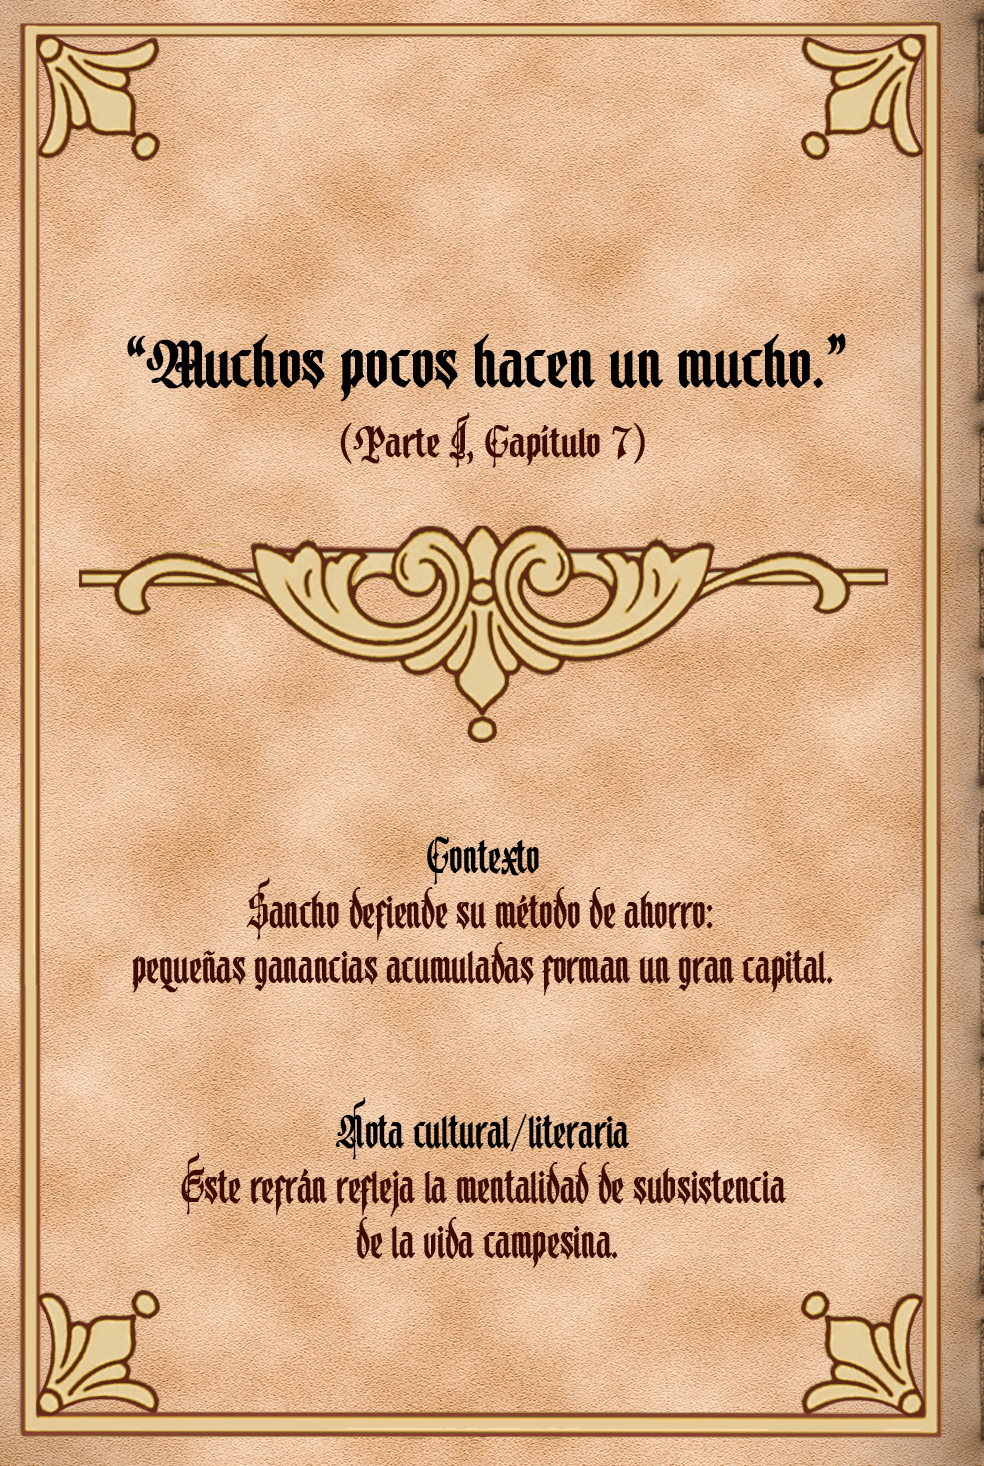 “Muchos pocos hacen un mucho.”
(Parte I, Capítulo 7)
Contexto
Sancho defiende su método de ahorro:
pequeñas ganancias acumuladas forman un gran capital.
Nota cultural/literaria
Este refrán refleja la mentalidad de subsistencia
de la vida campesina.